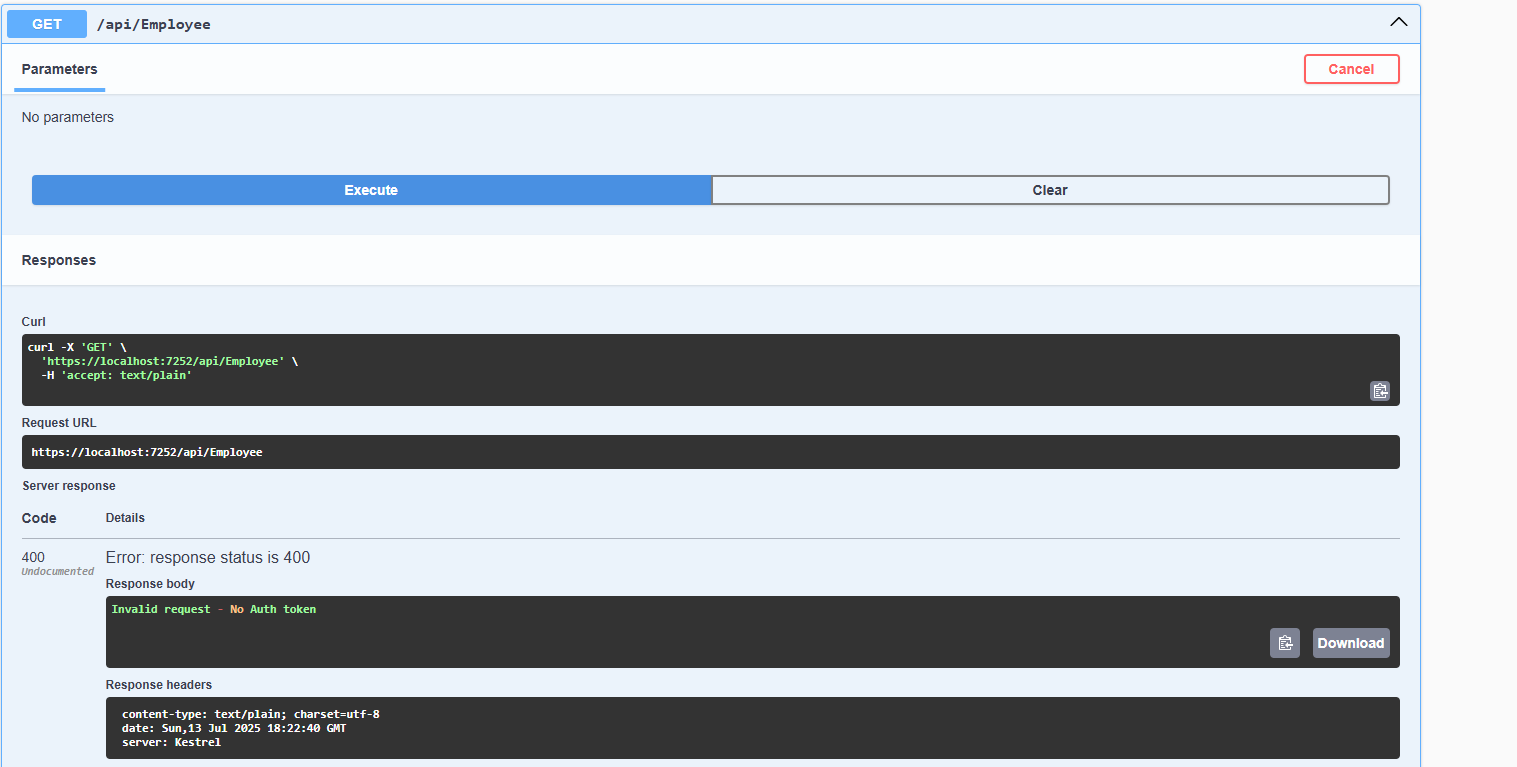 GET /api/Employee
Parameters
Cancel
No parameters
Execute
Clear
Responses
Curl
curl -X 'GET' \
'https://localhost:7252/api/Employee' \
-H 'accept: text/plain'
Request URL
https://localhost:7252/api/Employee
Server response
Code Details
400 Error: response status is 400
Undocumented
Response body
Invalid request - No Auth token
Download
Response headers
content-type: text/plain; charset=utf-8
date: Sun,13 Jul 2025 18:22:40 GMT
server: Kestrel